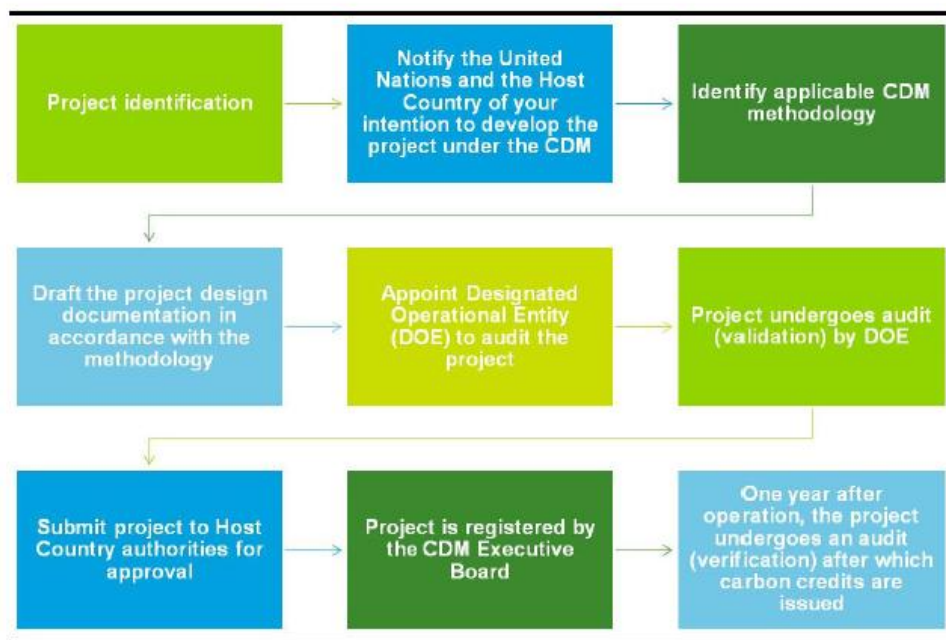 Project identification
Notify the United
Nations and the Host
Country of your
intention to develop the
project under the CDM
Identify applicable CDM
methodology
Draft the project design
documentation in
accordance with the
methodology
Appoint Designated
Operational Entity
(DOE) to audit the
project
Project undergoes audit
(validation) by DOE
Submit project to Host
Country authorities for
approval
Project is registered by
the CDM Executive
Board
One year after
operation, the project
undergoes an audit
(verification) after which
carbon credits are
issued